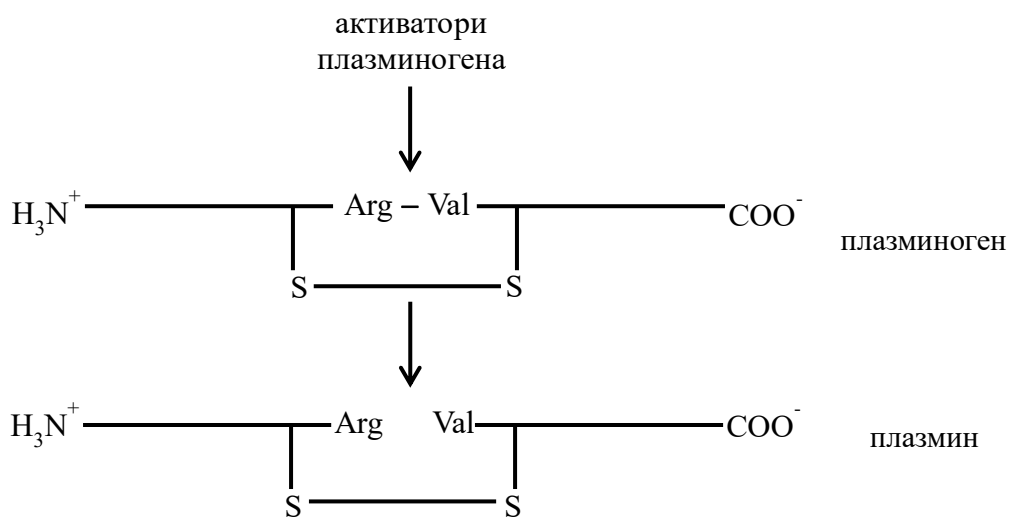 активатори
плазминогена
H₃N⁺ Arg – Val COO⁻
плазминоген
S S
H₃N⁺ Arg Val COO⁻
плазмин
S S